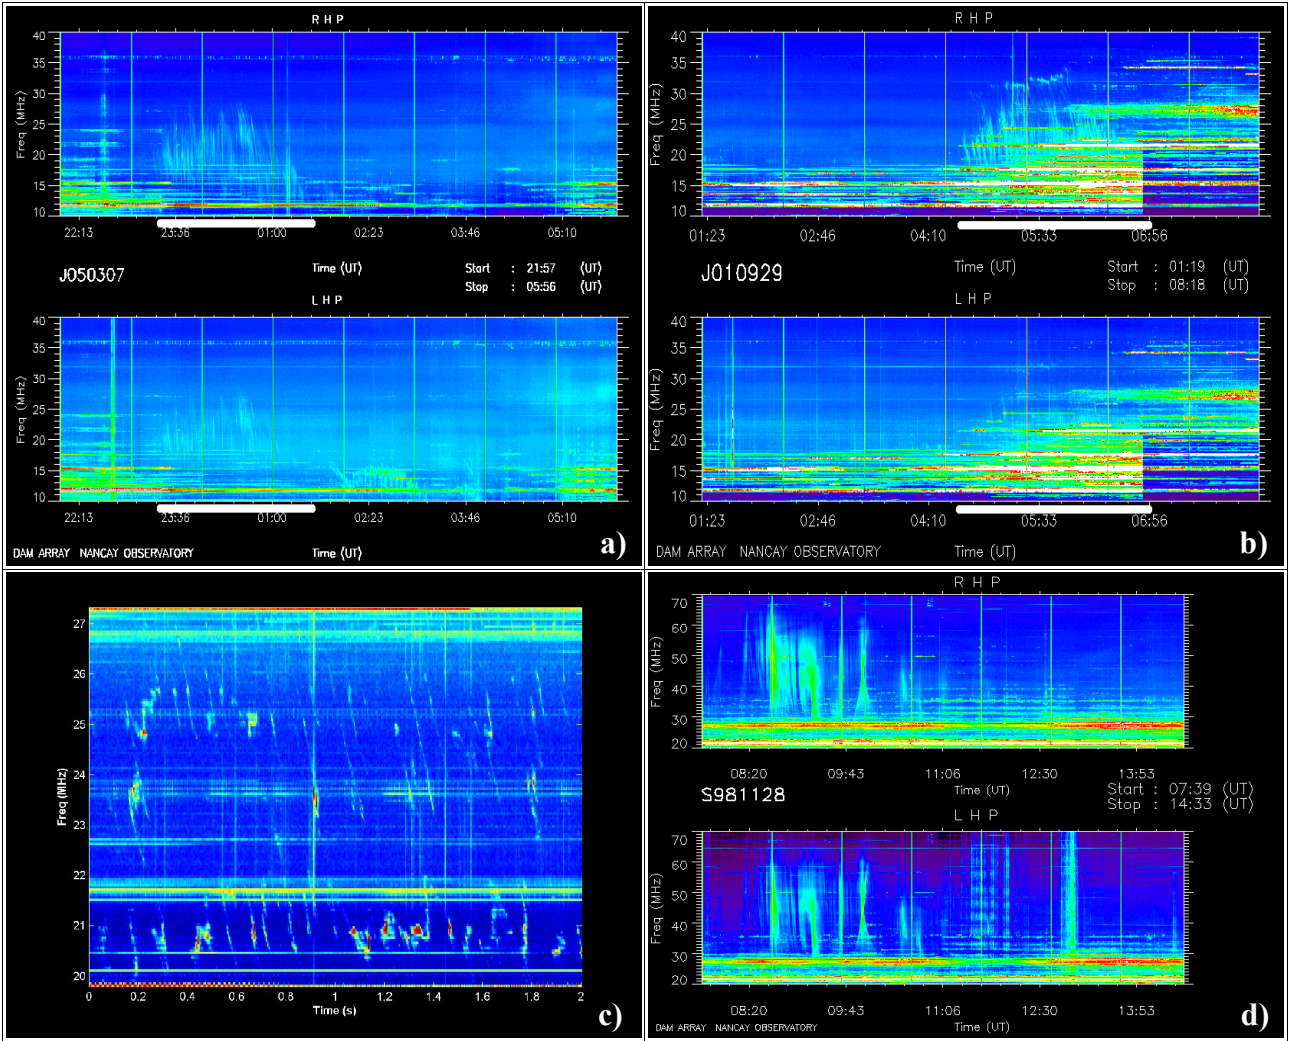 R H P
40
35
30
25
20
15
10
Freq (MHz)
22:13 23:36 01:00 02:23 03:46 05:10
J050307
Time (UT)
Start : 21:57 (UT)
Stop : 05:56 (UT)
L H P
40
35
30
25
20
15
10
Freq (MHz)
22:13 23:36 01:00 02:23 03:46 05:10
DAM ARRAY NANCAY OBSERVATORY
Time (UT)
a)
R H P
40
35
30
25
20
15
10
Freq (MHz)
01:23 02:46 04:10 05:33 06:56
J010929
Time (UT)
Start : 01:19 (UT)
Stop : 08:18 (UT)
L H P
40
35
30
25
20
15
10
Freq (MHz)
01:23 02:46 04:10 05:33 06:56
DAM ARRAY NANCAY OBSERVATORY
Time (UT)
b)
27
26
25
24
23
22
21
20
Freq (MHz)
0 0.2 0.4 0.6 0.8 1 1.2 1.4 1.6 1.8 2
Time (s)
c)
R H P
70
60
50
40
30
20
Freq (MHz)
08:20 09:43 11:06 12:30 13:53
S981128
Time (UT)
Start : 07:39 (UT)
Stop : 14:33 (UT)
L H P
70
60
50
40
30
20
Freq (MHz)
08:20 09:43 11:06 12:30 13:53
DAM ARRAY NANCAY OBSERVATORY
Time (UT)
d)